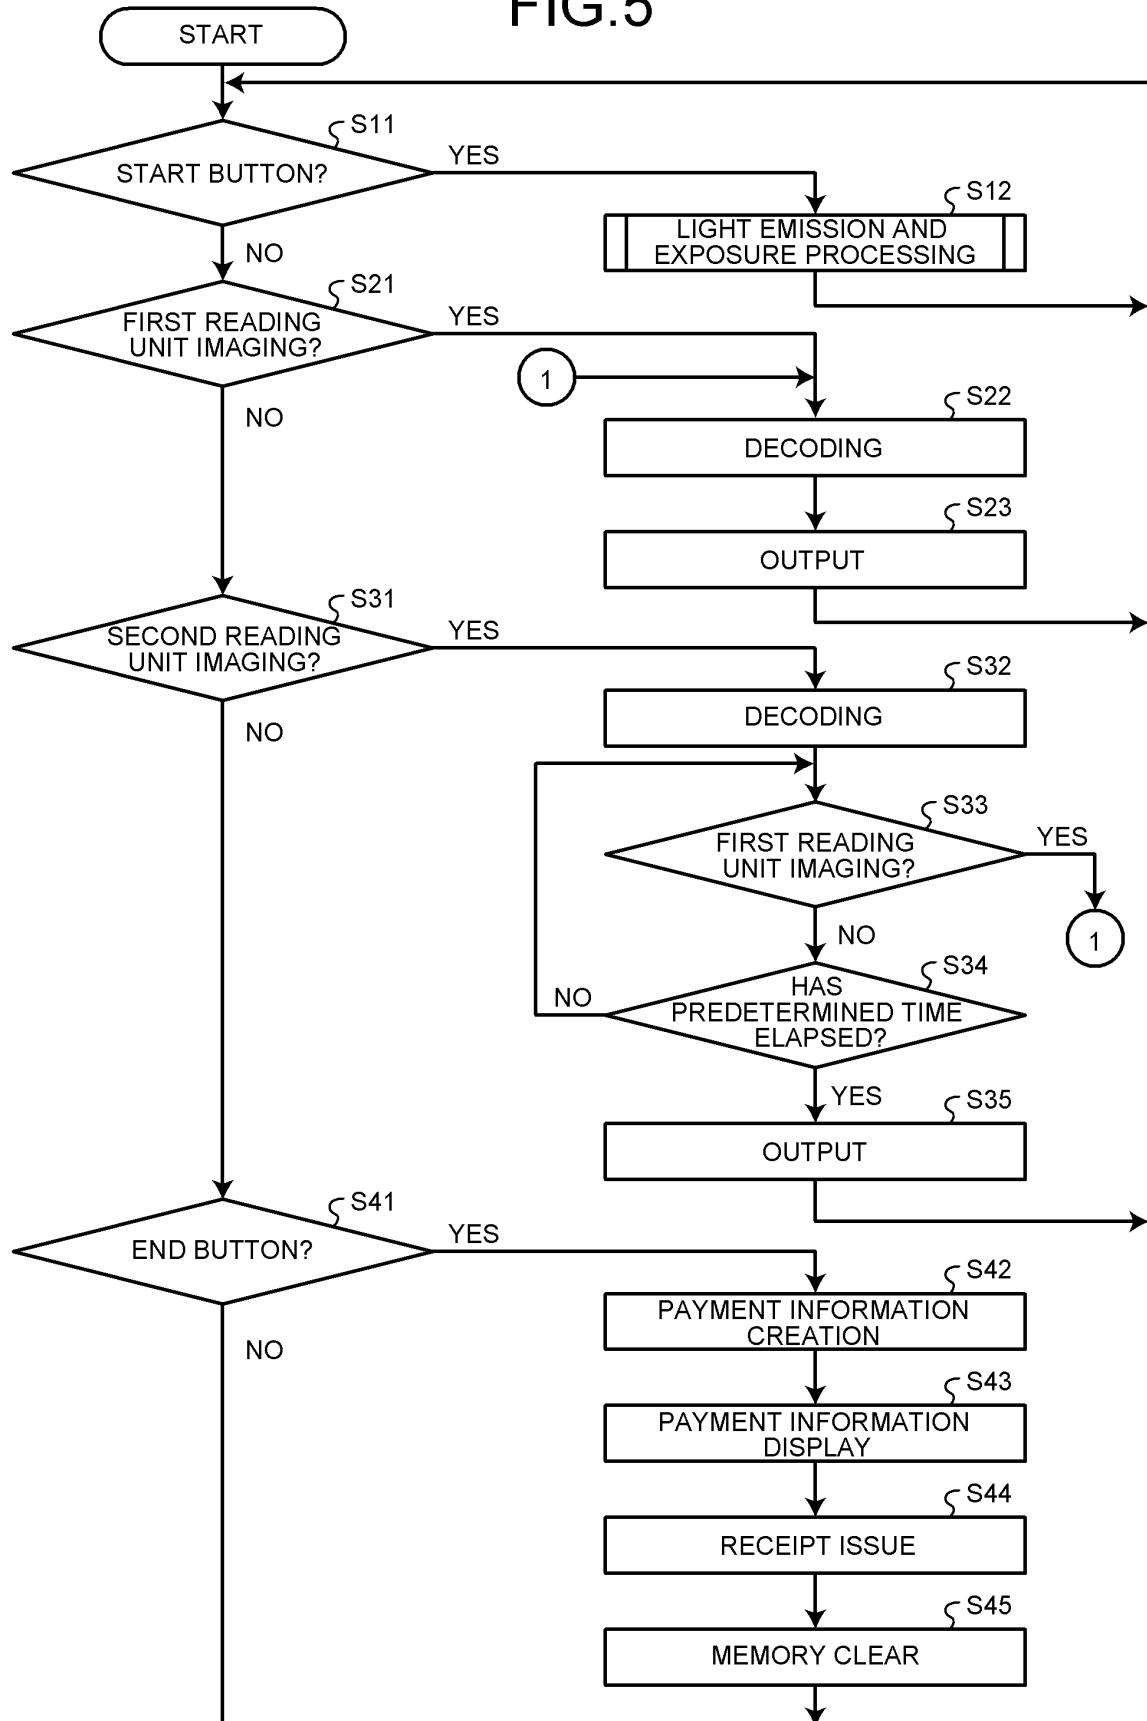 FIG.5
START
S11
START BUTTON?
YES
S12
LIGHT EMISSION AND
EXPOSURE PROCESSING
NO
S21
FIRST READING
UNIT IMAGING?
YES
1
NO
S22
DECODING
S23
OUTPUT
S31
SECOND READING
UNIT IMAGING?
YES
NO
S32
DECODING
S33
FIRST READING
UNIT IMAGING?
YES
1
NO
S34
HAS
PREDETERMINED TIME
ELAPSED?
NO
YES
S35
OUTPUT
S41
END BUTTON?
YES
NO
S42
PAYMENT INFORMATION
CREATION
S43
PAYMENT INFORMATION
DISPLAY
S44
RECEIPT ISSUE
S45
MEMORY CLEAR